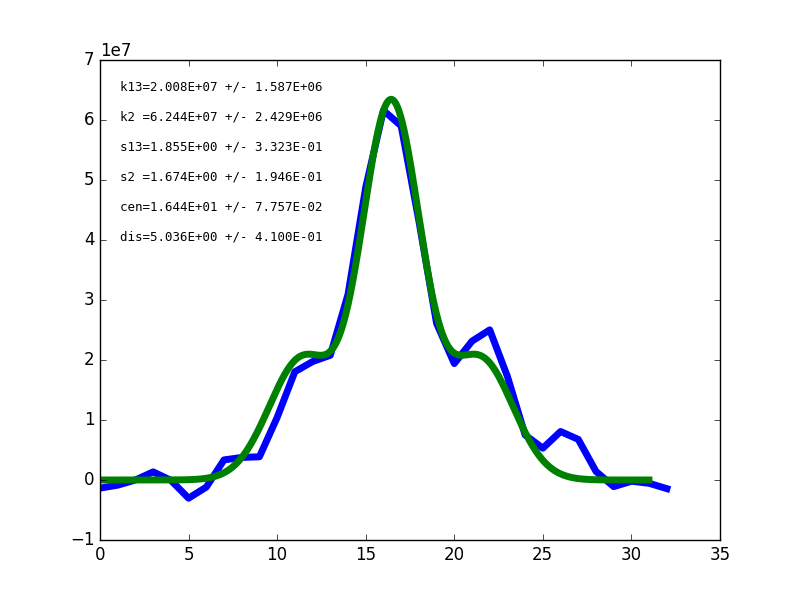 1e7
7
k13=2.008E+07 +/- 1.587E+06
6
k2 =6.244E+07 +/- 2.429E+06
s13=1.855E+00 +/- 3.323E-01
5
s2 =1.674E+00 +/- 1.946E-01
cen=1.644E+01 +/- 7.757E-02
4
dis=5.036E+00 +/- 4.100E-01
3
2
1
0
−1
0 5 10 15 20 25 30 35